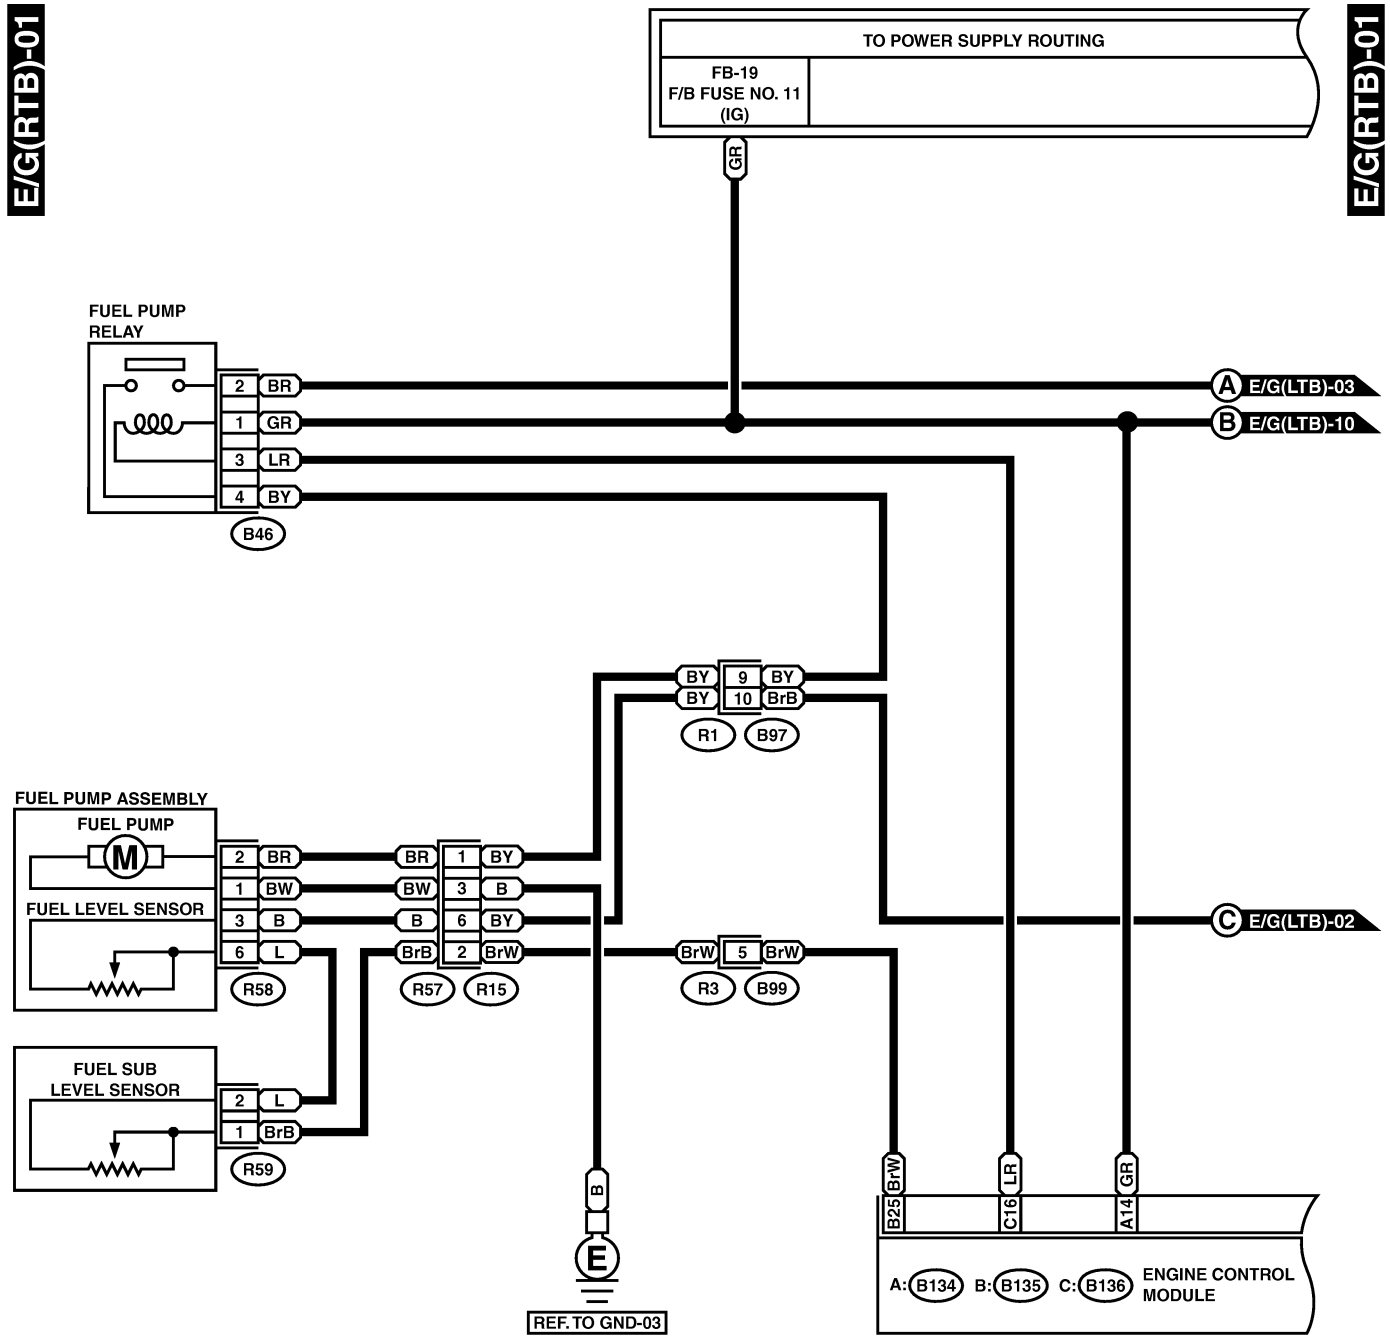 E/G(RTB)-01
E/G(RTB)-01
TO POWER SUPPLY ROUTING
FB-19
F/B FUSE NO. 11
(IG)
GR
FUEL PUMP
RELAY
2 BR
A E/G(LTB)-03
1 GR
B E/G(LTB)-10
3 LR
4 BY
B46
BY 9 BY
BY 10 BrB
R1 B97
FUEL PUMP ASSEMBLY
FUEL PUMP
M
2 BR BR 1 BY
1 BW BW 3 B
FUEL LEVEL SENSOR
3 B B 6 BY
C E/G(LTB)-02
6 L BrB 2 BrW BrW 5 BrW
R58 R57 R15 R3 B99
FUEL SUB
LEVEL SENSOR
2 L
1 BrB
R59
B
BrW LR GR
B25 C16 A14
E
A: B134 B: B135 C: B136
ENGINE CONTROL
MODULE
REF. TO GND-03